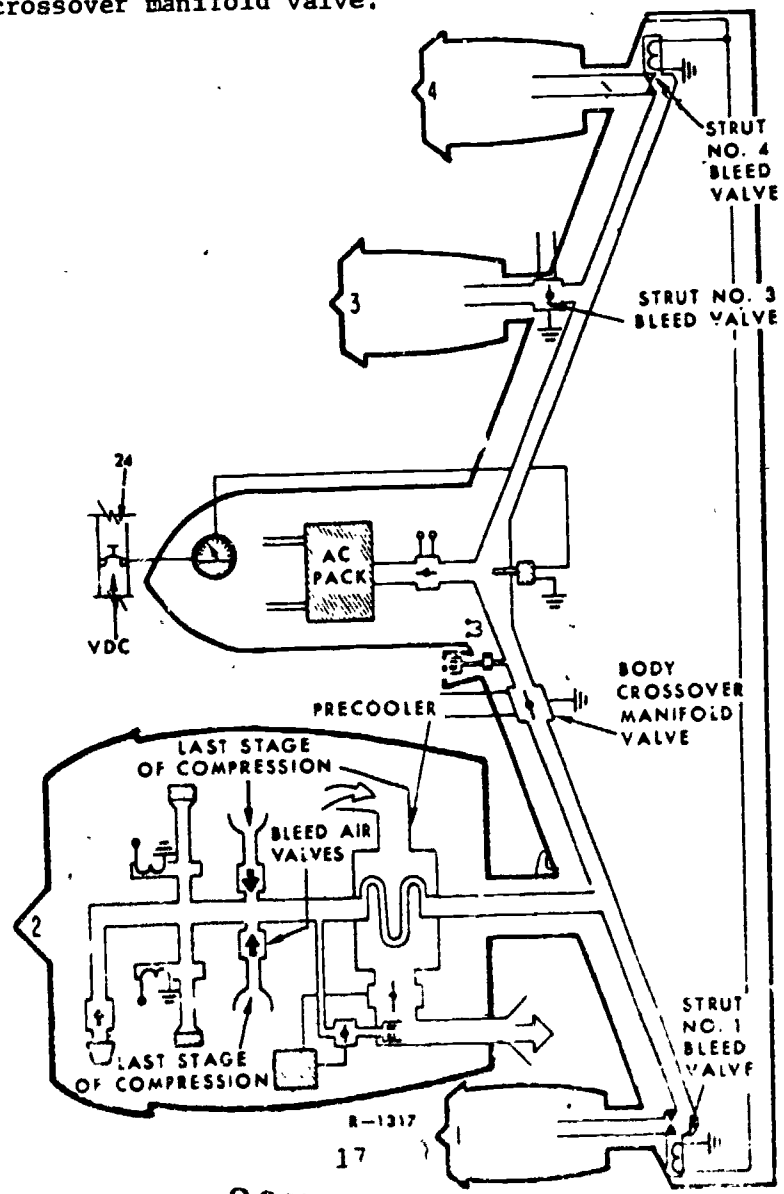 crossover manifold valve.
4
STRUT
NO. 4
BLEED
VALVE
3
STRUT NO. 3
BLEED VALVE
24
AC
PACK
VDC
23
BODY
CROSSOVER
MANIFOLD
VALVE
PRECOOLER
LAST STAGE
OF COMPRESSION
BLEED AIR
VALVES
2
STRUT
NO. 1
BLEED
VALVE
LAST STAGE
OF COMPRESSION
R-1317
1
17